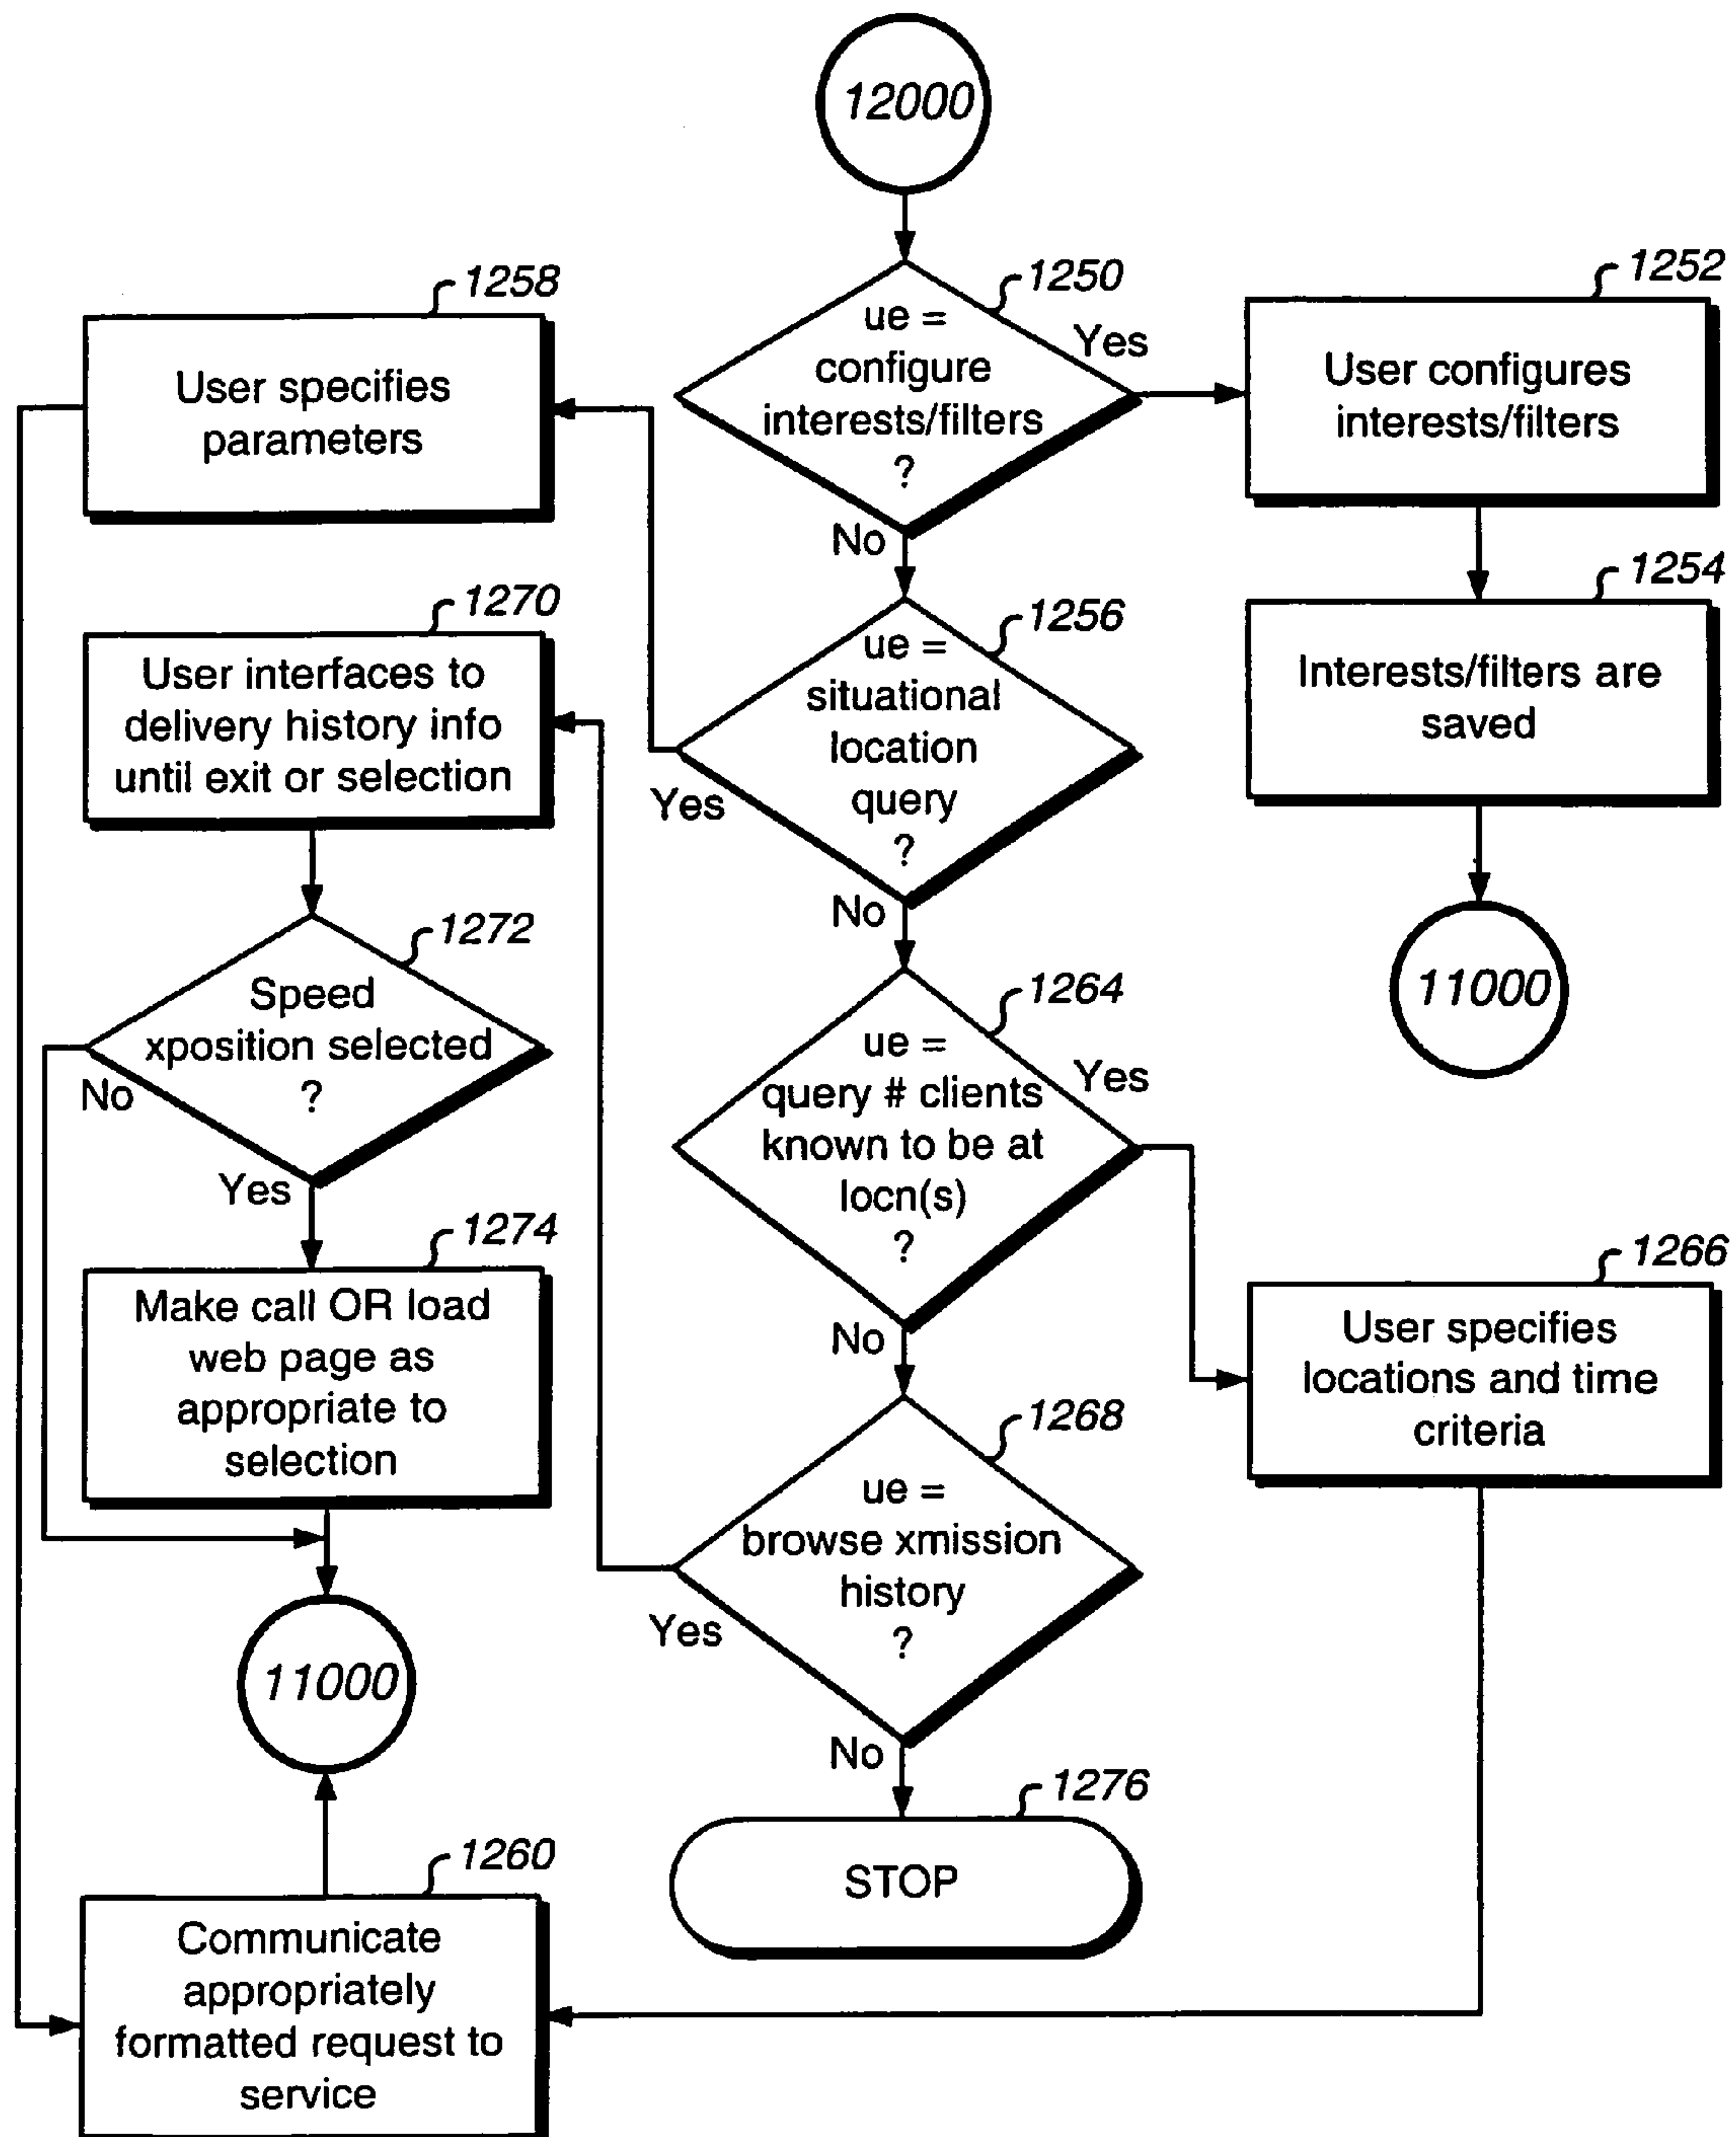 12000
1250
ue =
configure
interests/filters
?
Yes
No
1252
User configures
interests/filters
1254
Interests/filters are
saved
11000
1258
User specifies
parameters
1256
ue =
situational
location
query
?
Yes
No
1270
User interfaces to
delivery history info
until exit or selection
1272
Speed
xposition selected
?
No
Yes
1274
Make call OR load
web page as
appropriate to
selection
11000
1264
ue =
query # clients
known to be at
locn(s)
?
Yes
No
1266
User specifies
locations and time
criteria
1268
ue =
browse xmission
history
?
Yes
No
1276
STOP
1260
Communicate
appropriately
formatted request to
service